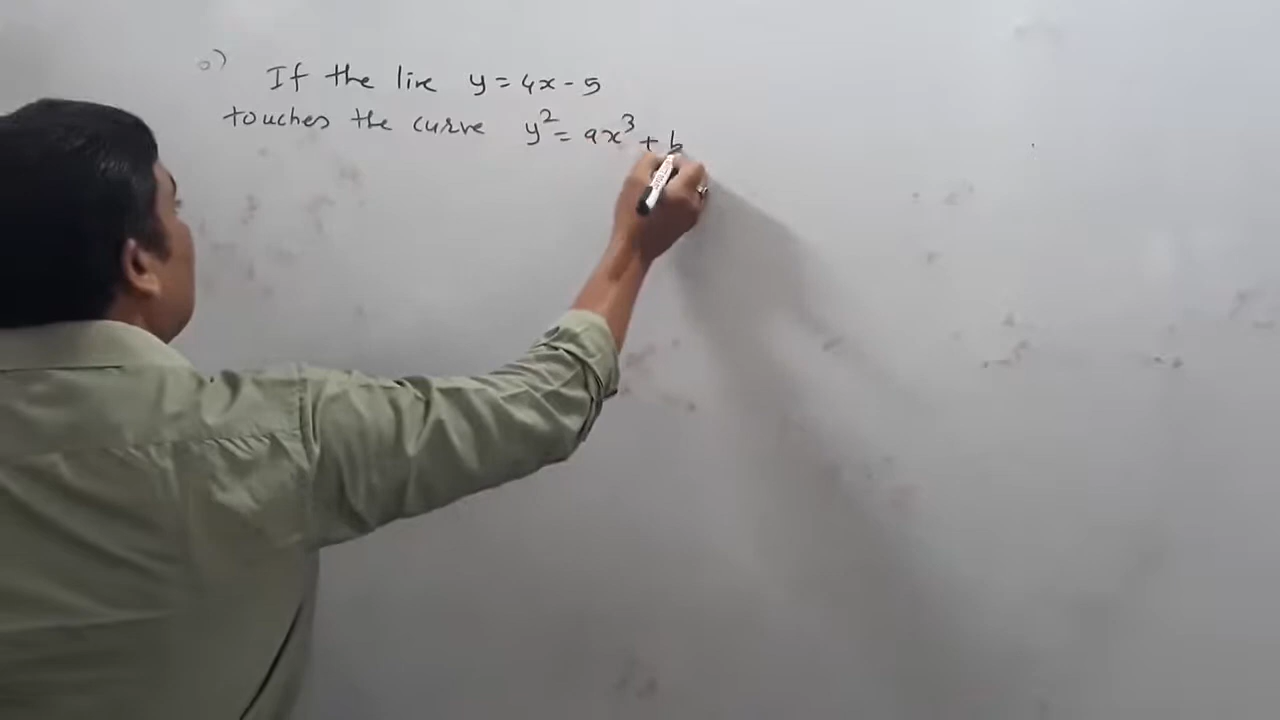 o) If the line y = 4x - 5
touches the curve y² = ax³ + b